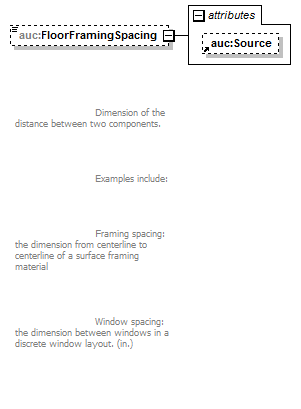 attributes
auc:FloorFramingSpacing
auc:Source
Dimension of the
distance between two components.
Examples include:
Framing spacing:
the dimension from centerline to
centerline of a surface framing
material
Window spacing:
the dimension between windows in a
discrete window layout. (in.)